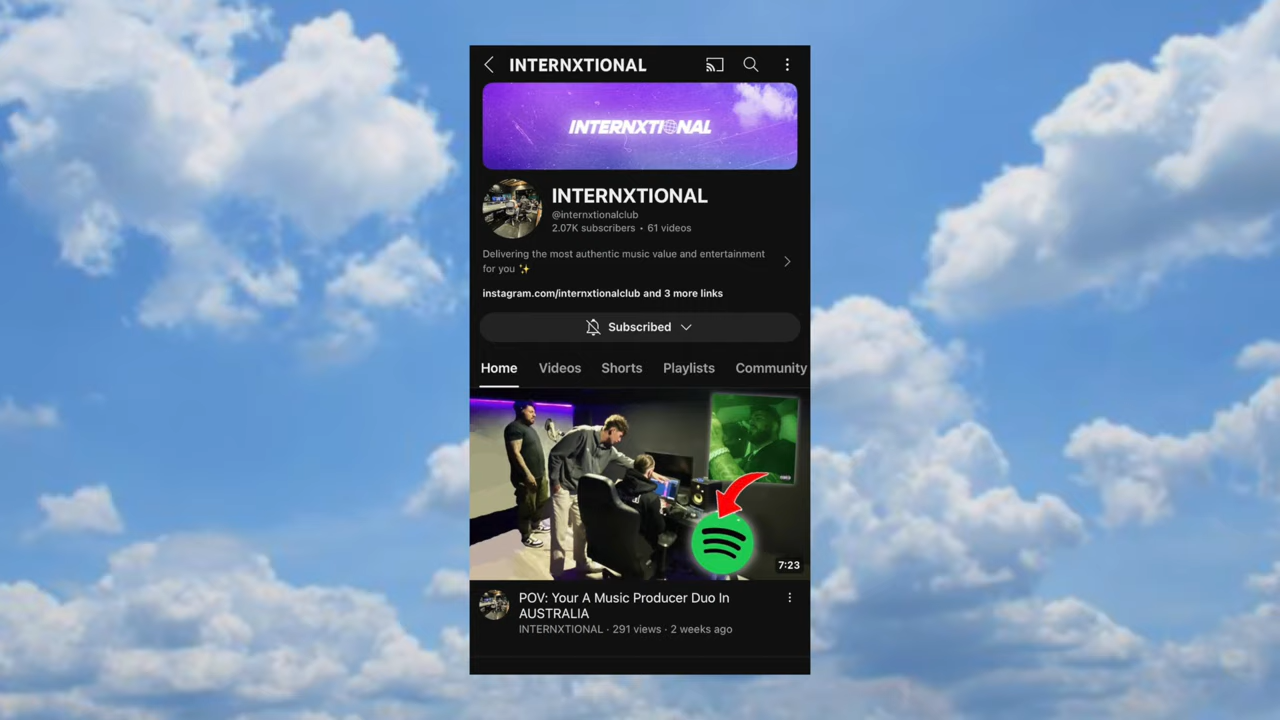 INTERNXTIONAL
INTERNXTIONAL
INTERNXTIONAL
@internxtionalclub
2.07K subscribers • 61 videos
Delivering the most authentic music value and entertainment
for you ✨
instagram.com/internxtionalclub and 3 more links
Subscribed
Home Videos Shorts Playlists Community
7:23
POV: Your A Music Producer Duo In
AUSTRALIA
INTERNXTIONAL · 291 views · 2 weeks ago